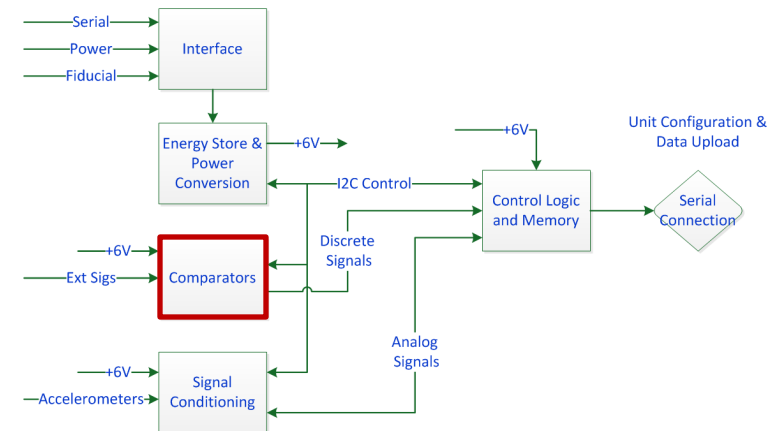 Serial
Power
Fiducial
Interface
Energy Store &
Power
Conversion
+6V
+6V
Unit Configuration &
Data Upload
I2C Control
Control Logic
and Memory
Serial
Connection
Discrete
Signals
+6V
Ext Sigs
Comparators
Analog
Signals
+6V
Accelerometers
Signal
Conditioning